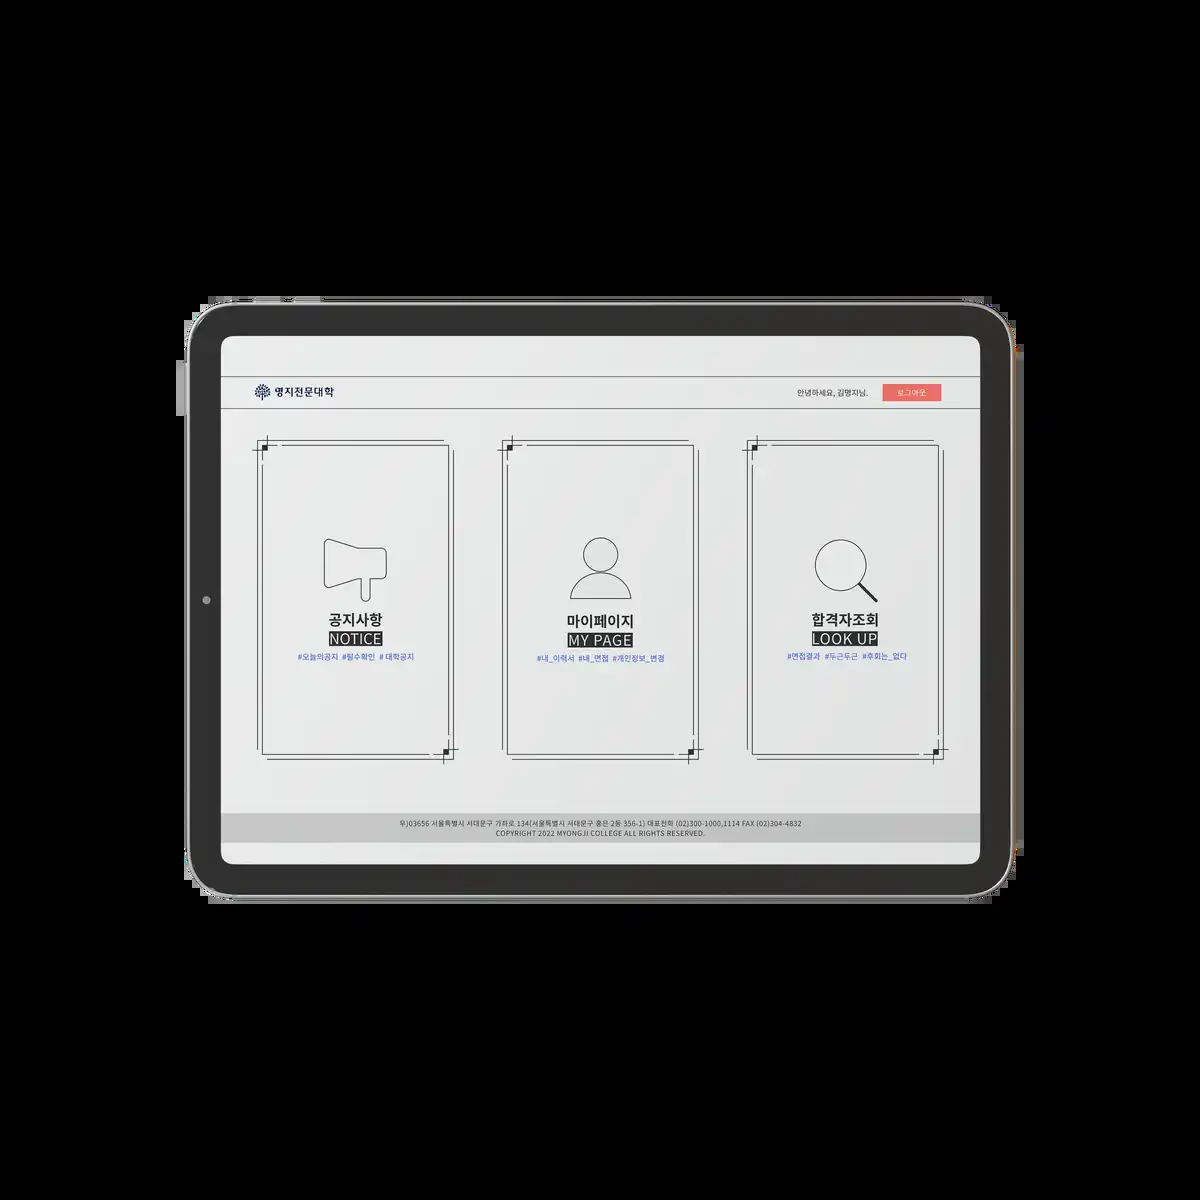 명지전문대학
안녕하세요, 김명지님.
로그아웃
공지사항
NOTICE
#오늘의공지 #필수확인 # 대학공지
마이페이지
MY PAGE
#내_이력서 #내_면접 #개인정보_변경
합격자조회
LOOK UP
#면접결과 #두근두근 #후회는_없다
우)03656 서울특별시 서대문구 가좌로 134(서울특별시 서대문구 홍은 2동 356-1) 대표전화 (02)300-1000,1114 FAX (02)304-4832
COPYRIGHT 2022 MYONGJI COLLEGE ALL RIGHTS RESERVED.